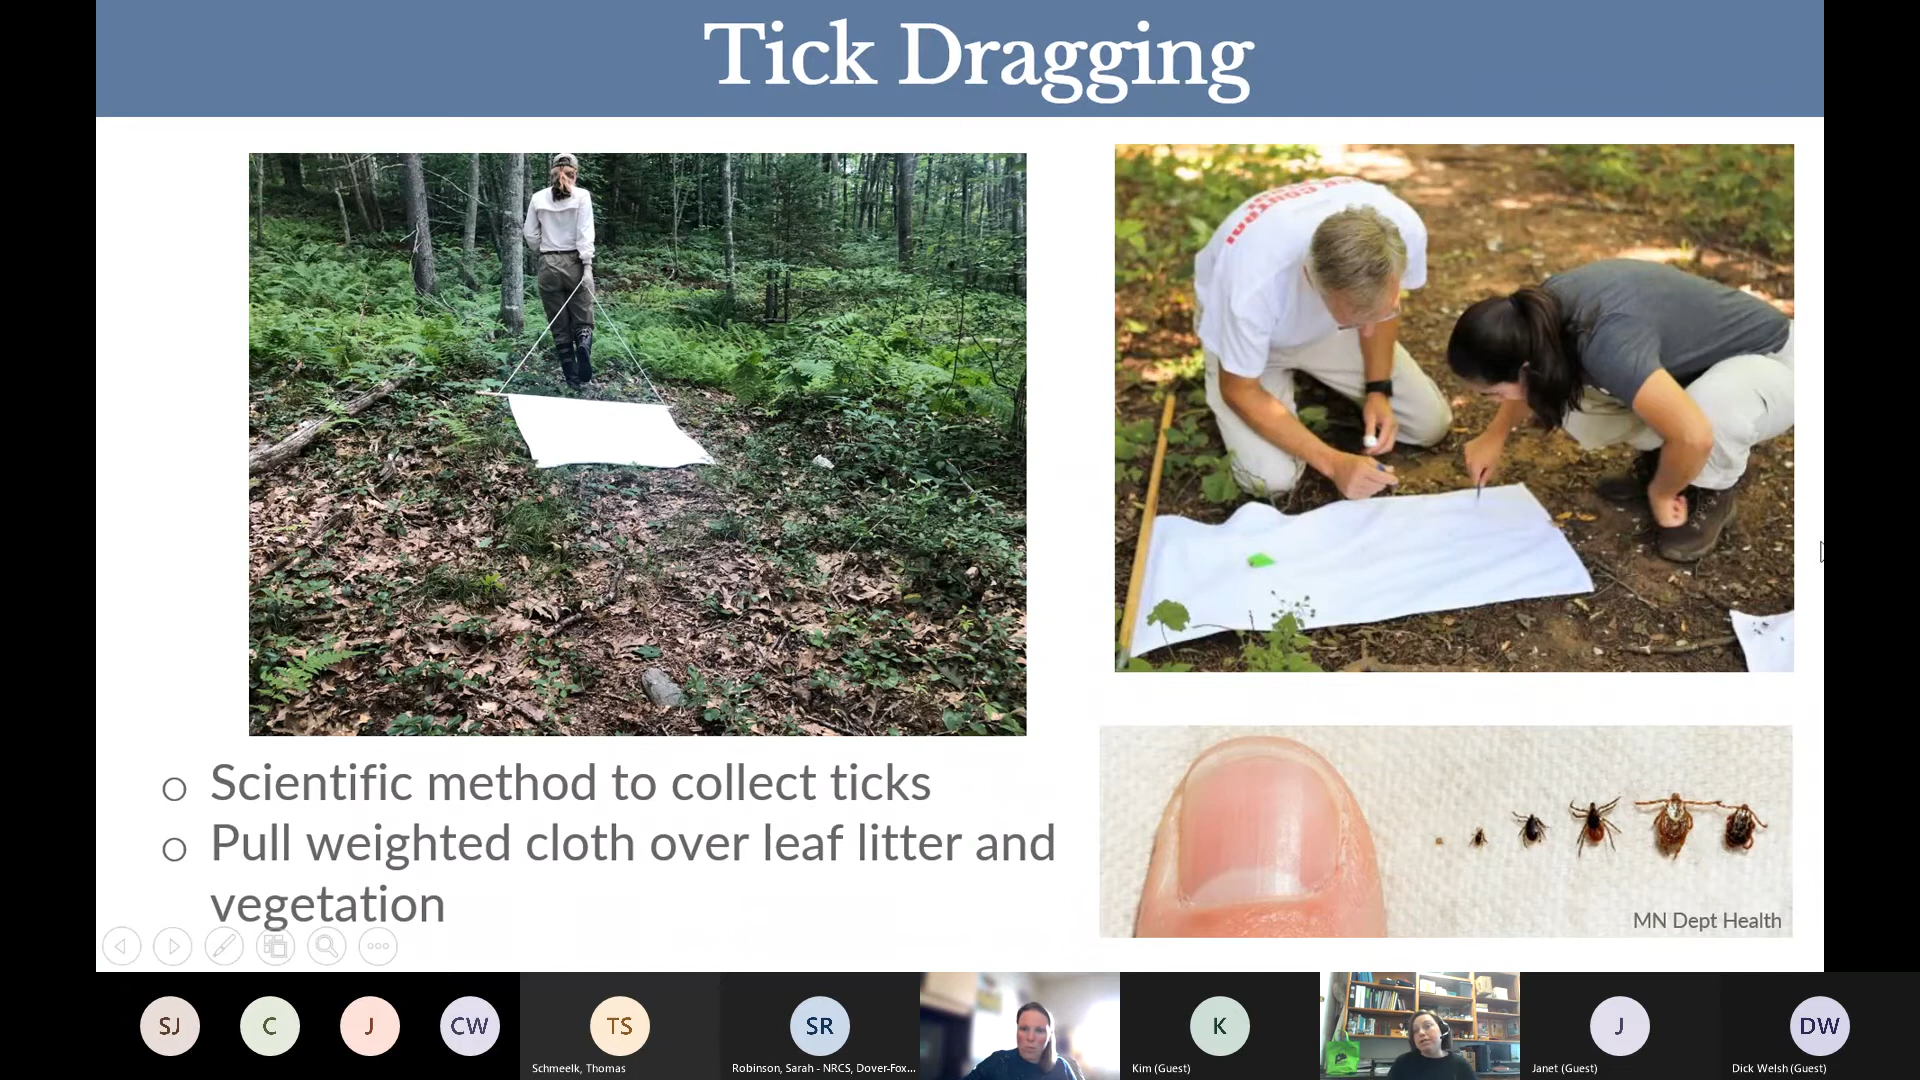 Tick Dragging
○ Scientific method to collect ticks
○ Pull weighted cloth over leaf litter and
vegetation
MN Dept Health
SJ
C
J
CW
TS
SR
K
J
DW
Schmeelk, Thomas
Robinson, Sarah - NRCS, Dover-Fox...
Kim (Guest)
Janet (Guest)
Dick Welsh (Guest)